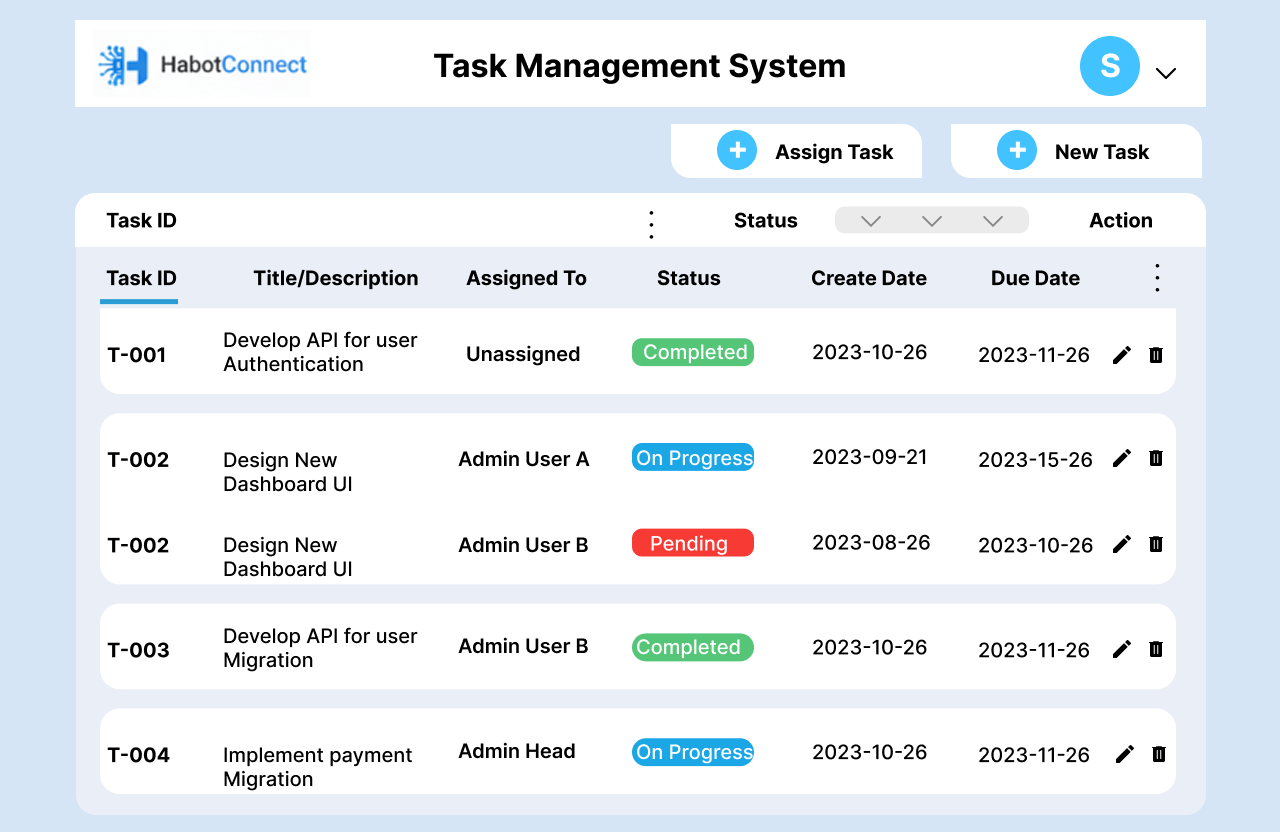 HabotConnect
Task Management System
S
Assign Task
New Task
Task ID Status Action
Task ID Title/Description Assigned To Status Create Date Due Date
T-001 Develop API for user Authentication Unassigned Completed 2023-10-26 2023-11-26
T-002 Design New Dashboard UI Admin User A On Progress 2023-09-21 2023-15-26
T-002 Design New Dashboard UI Admin User B Pending 2023-08-26 2023-10-26
T-003 Develop API for user Migration Admin User B Completed 2023-10-26 2023-11-26
T-004 Implement payment Migration Admin Head On Progress 2023-10-26 2023-11-26